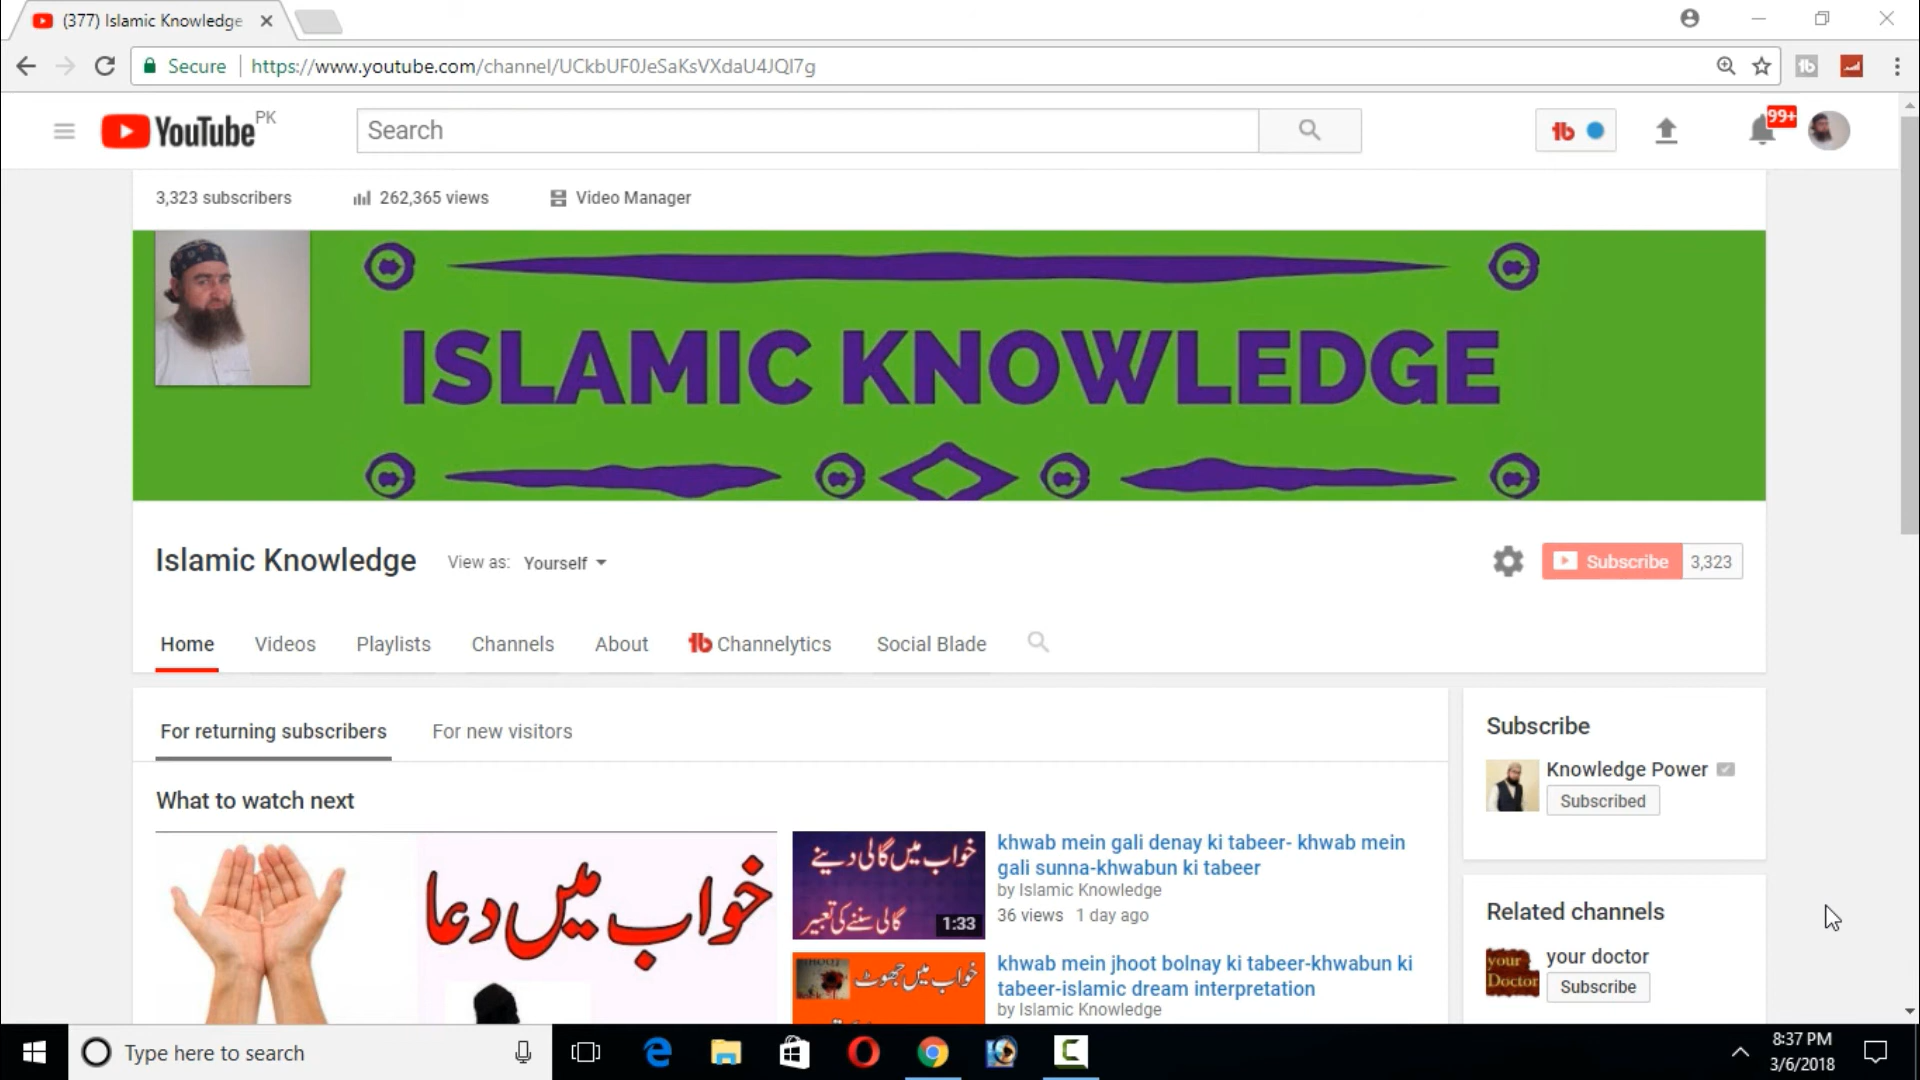 (377) Islamic Knowledge
Secure
https://www.youtube.com/channel/UCkbUF0JeSaKsVXdaU4JQl7g
YouTube PK
Search
99+
3,323 subscribers
262,365 views
Video Manager
ISLAMIC KNOWLEDGE
Islamic Knowledge
View as: Yourself
Subscribe 3,323
Home
Videos
Playlists
Channels
About
Channelytics
Social Blade
For returning subscribers
For new visitors
What to watch next
خواب میں دعا
خواب میں گالی دینے
گالی سننے کی تعبیر
1:33
khwab mein gali denay ki tabeer- khwab mein
gali sunna-khwabun ki tabeer
by Islamic Knowledge
36 views 1 day ago
خواب میں جھوٹ
khwab mein jhoot bolnay ki tabeer-khwabun ki
tabeer-islamic dream interpretation
by Islamic Knowledge
Subscribe
Knowledge Power
Subscribed
Related channels
your
Doctor
your doctor
Subscribe
Type here to search
8:37 PM
3/6/2018